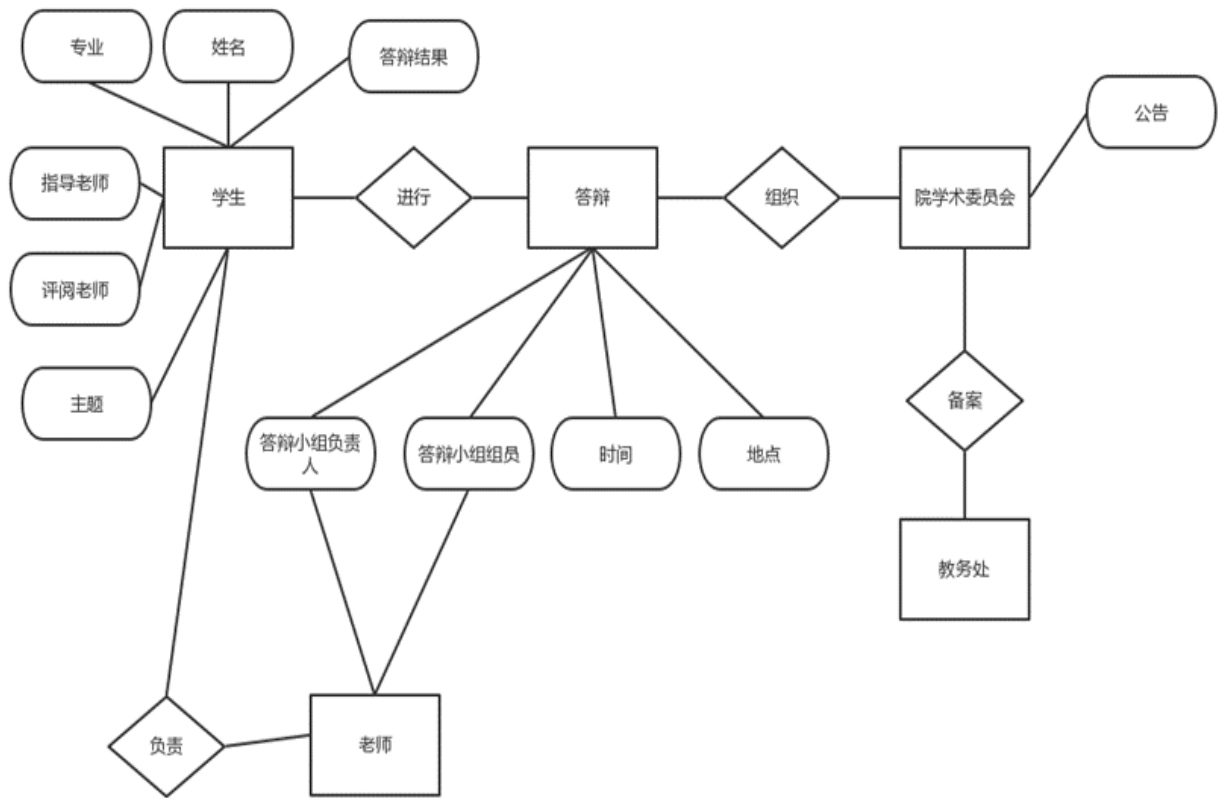 专业
姓名
答辩结果
公告
指导老师
学生
进行
答辩
组织
院学术委员会
评阅老师
主题
备案
答辩小组负责
人
答辩小组组员
时间
地点
教务处
负责
老师